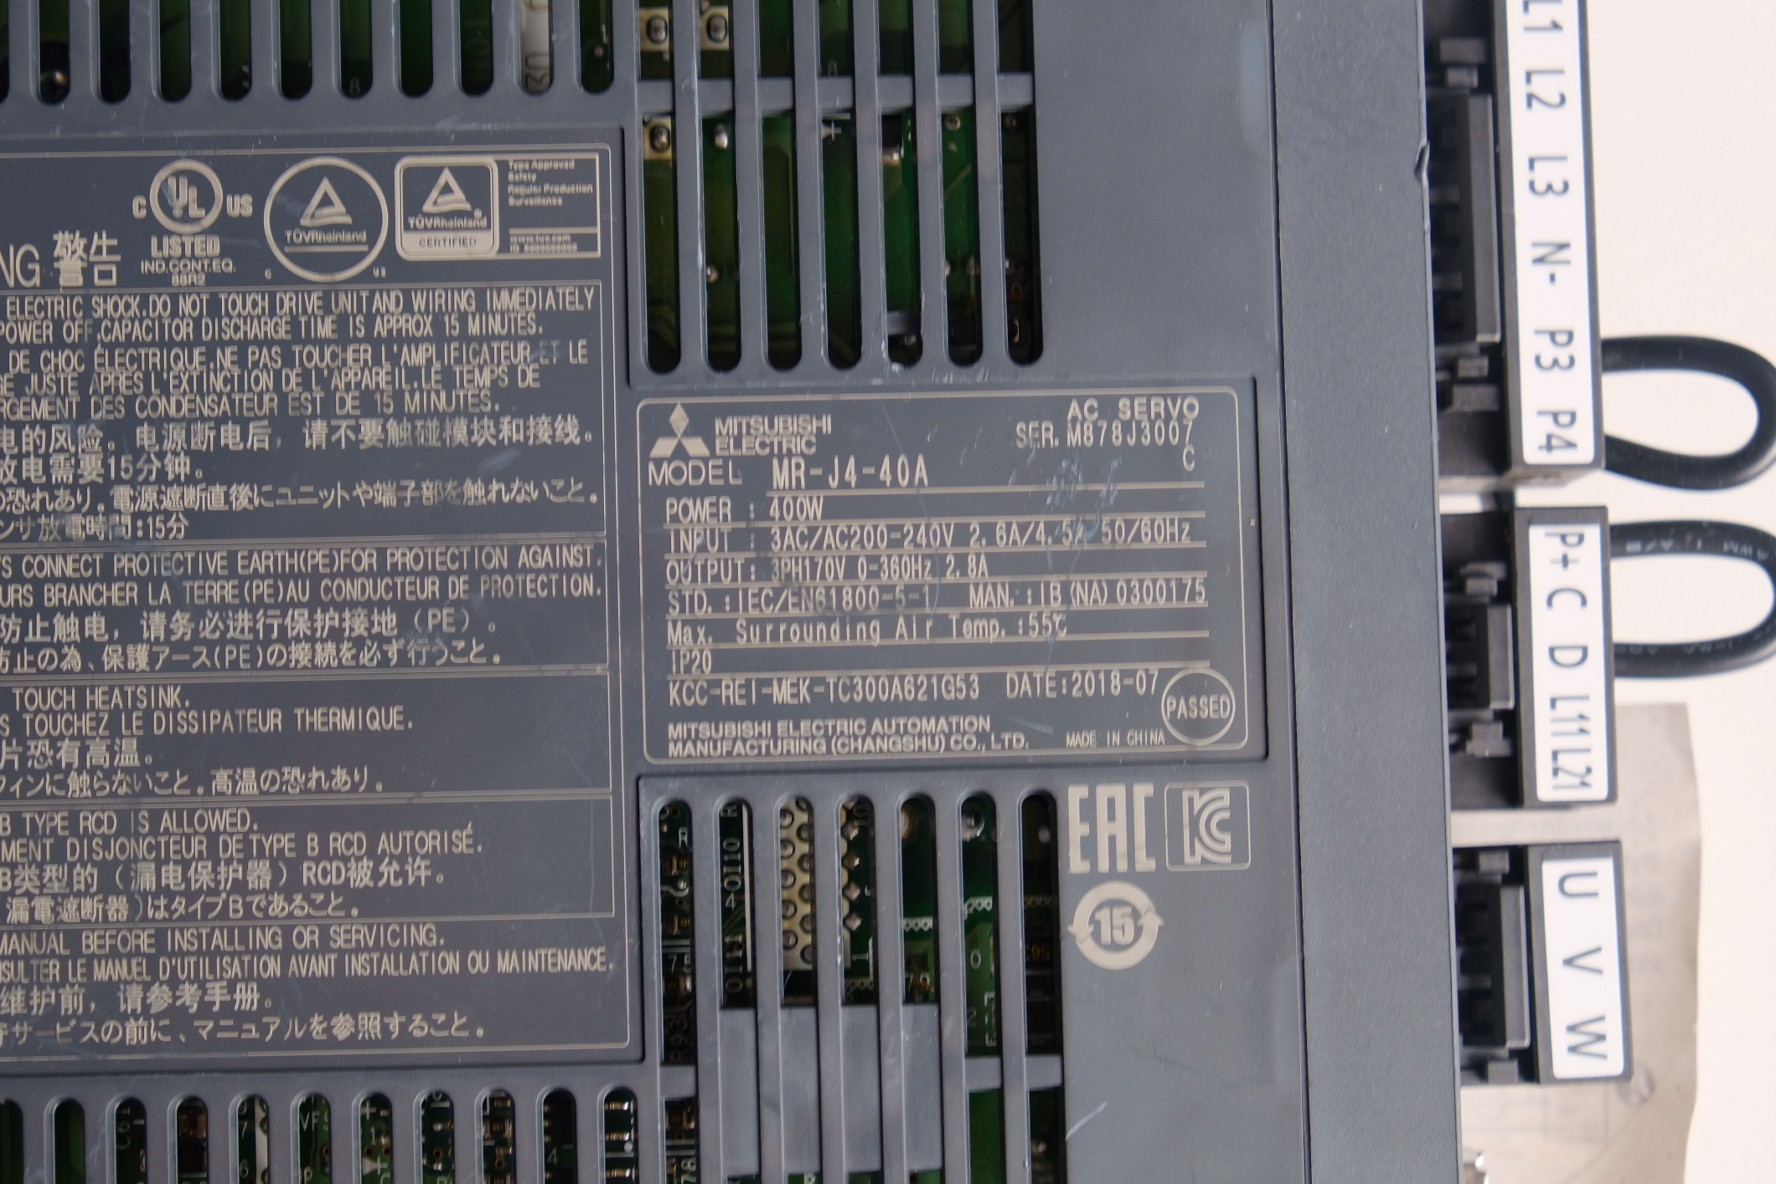 C UL US
LISTED
IND.CONT.EQ.
86R2
TÜVRheinland
C US
TÜVRheinland®
CERTIFIED
Type Approved
Safety
Regular Production
Surveillance
www.tuv.com
NG 警告
ELECTRIC SHOCK.DO NOT TOUCH DRIVE UNIT AND WIRING IMMEDIATELY
POWER OFF.CAPACITOR DISCHARGE TIME IS APPROX 15 MINUTES.
DE CHOC ÉLECTRIQUE.NE PAS TOUCHER L'AMPLIFICATEUR ET LE
GE JUSTE APRÈS L'EXTINCTION DE L'APPAREIL.LE TEMPS DE
RGEMENT DES CONDENSATEUR EST DE 15 MINUTES.
电的风险。电源断电后，请不要触碰模块和接线。
放电需要15分钟。
の恐れあり。電源遮断直後にユニットや端子部を触れないこと。
ンサ放電時間:15分
'S CONNECT PROTECTIVE EARTH(PE)FOR PROTECTION AGAINST.
URS BRANCHER LA TERRE(PE)AU CONDUCTEUR DE PROTECTION.
防止触电，请务必进行保护接地（PE）。
防止の為、保護アース(PE)の接続を必ず行うこと。
TOUCH HEATSINK.
S TOUCHEZ LE DISSIPATEUR THERMIQUE.
片恐有高温。
フィンに触らないこと。高温の恐れあり。
B TYPE RCD IS ALLOWED.
MENT DISJONCTEUR DE TYPE B RCD AUTORISÉ.
B类型的（漏电保护器）RCD被允许.
漏電遮断器)はタイプBであること。
MANUAL BEFORE INSTALLING OR SERVICING.
NSULTER LE MANUEL D'UTILISATION AVANT INSTALLATION OU MAINTENANCE.
维护前，请参考手册.
サービスの前に、マニュアルを参照すること。
MITSUBISHI
ELECTRIC
AC SERVO
SER.M878J3007
C
MODEL MR-J4-40A
POWER : 400W
INPUT : 3AC/AC200-240V 2.6A/4.5A 50/60Hz
OUTPUT: 3PH170V 0-360Hz 2.8A
STD.:IEC/EN61800-5-1 MAN.:IB(NA)0300175
Max. Surrounding Air Temp.:55℃
IP20
KCC-REI-MEK-TC300A621G53 DATE:2018-07
PASSED
MITSUBISHI ELECTRIC AUTOMATION
MANUFACTURING (CHANGSHU) CO., LTD. MADE IN CHINA
EAC
KC
15
L1 L2 L3 N- P3 P4
P+ C D L11 L21
U V W